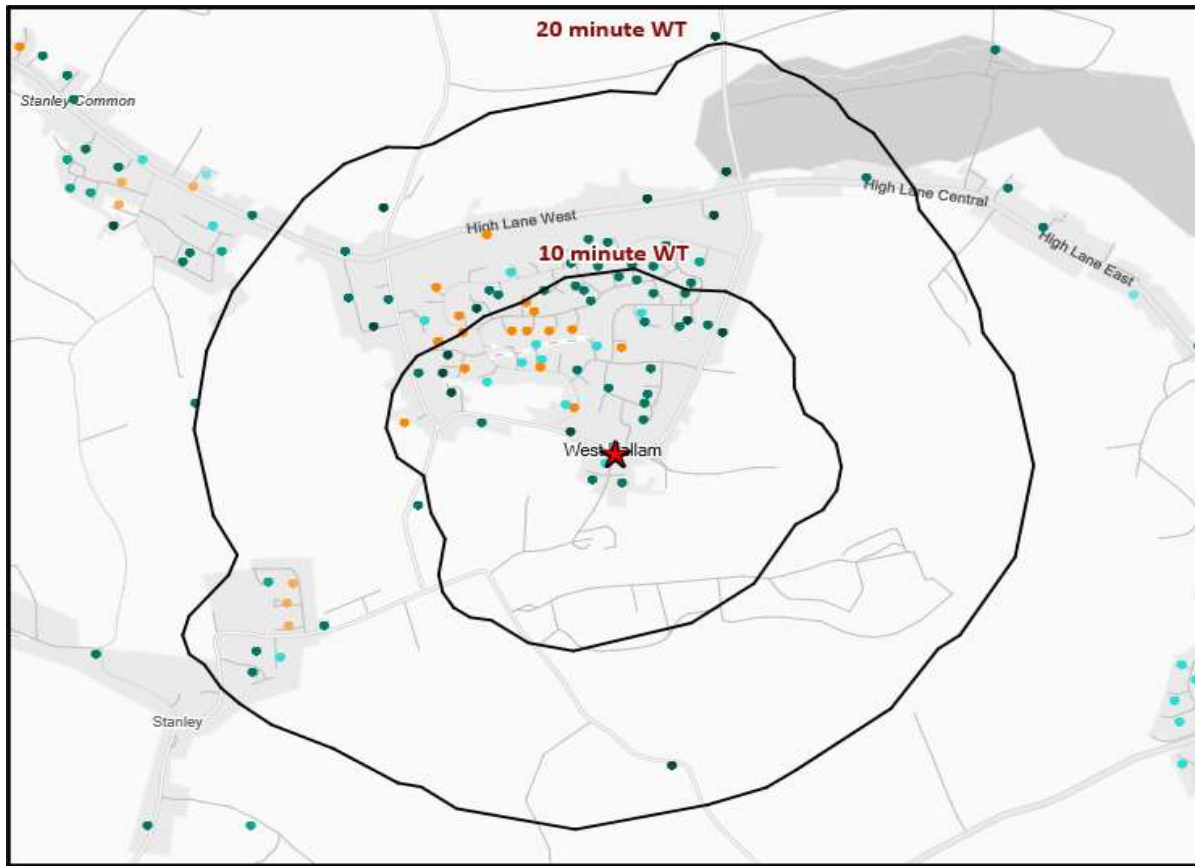 20 minute WT
Stanley Common
High Lane Central
High Lane West
High Lane East
10 minute WT
West Hallam
Stanley